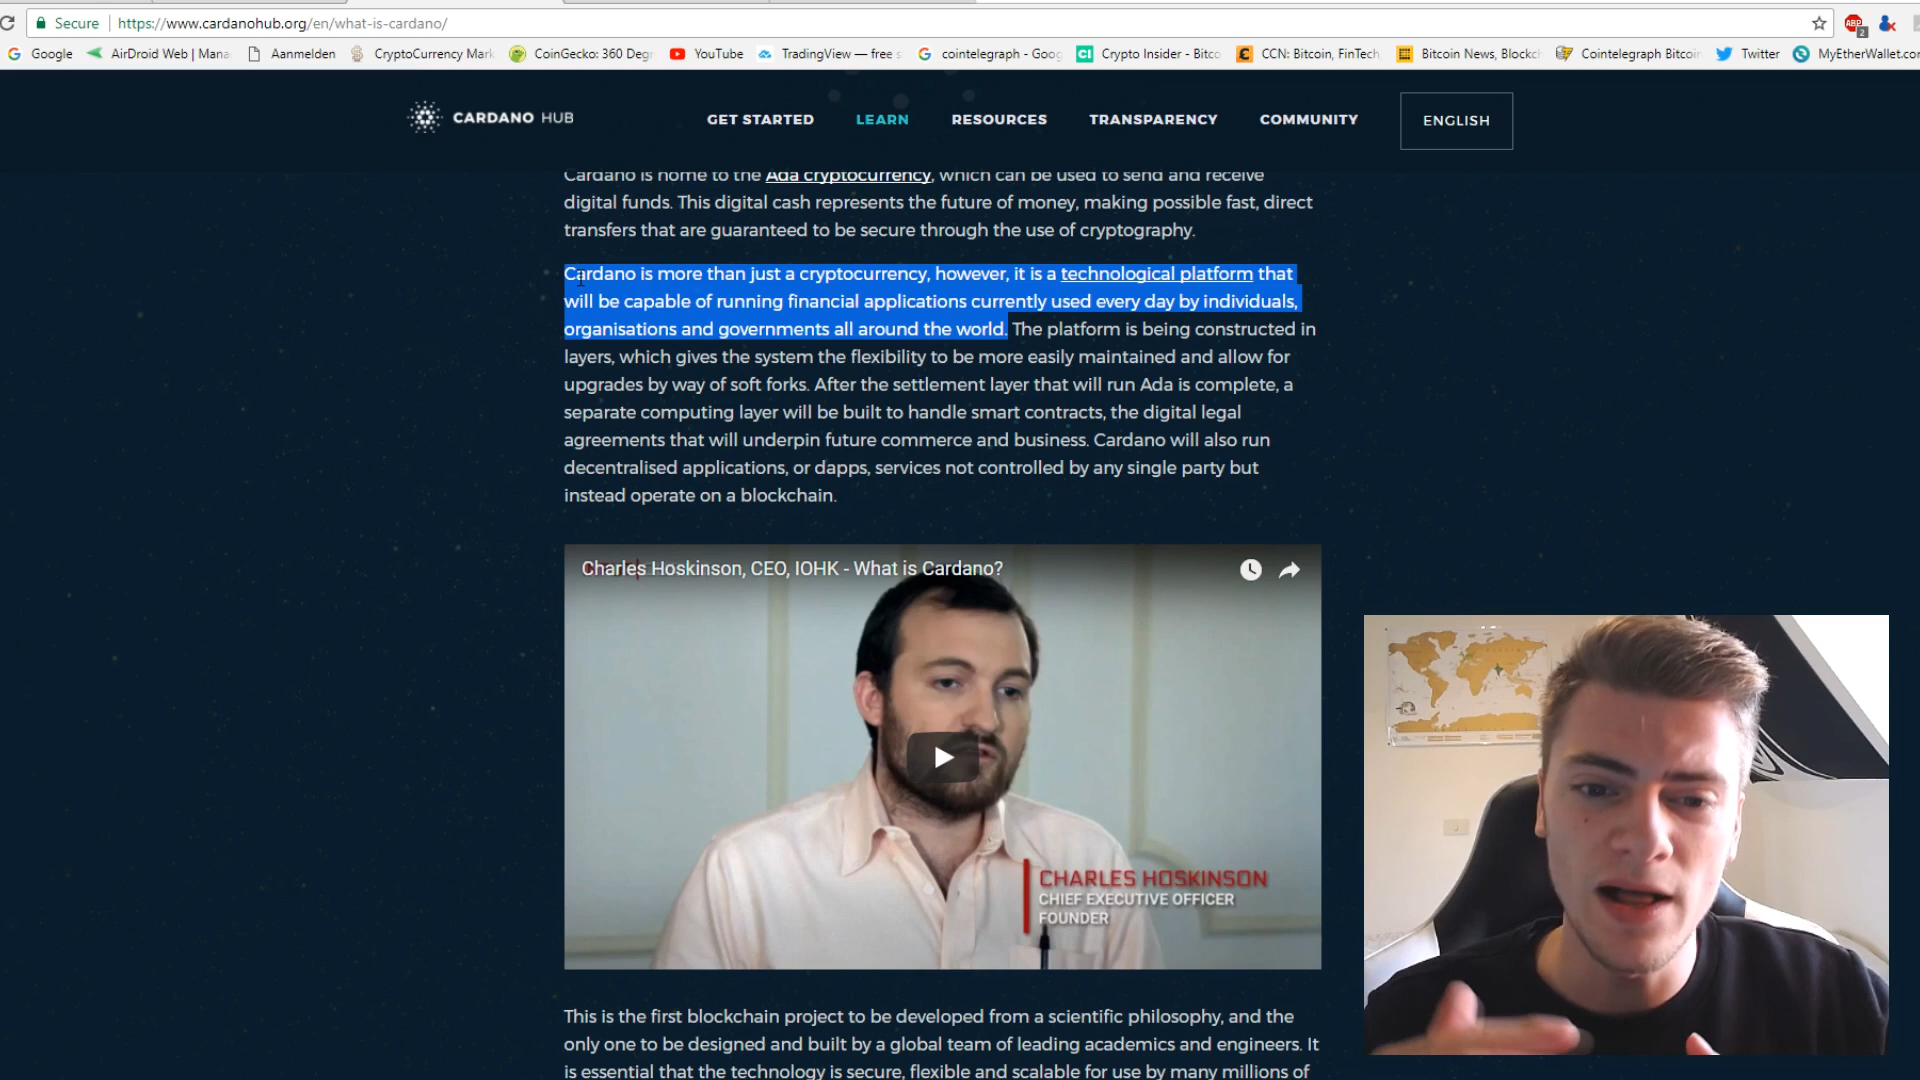 Secure https://www.cardanohub.org/en/what-is-cardano/
Google AirDroid Web | Mana Aanmelden CryptoCurrency Mark CoinGecko: 360 Degr YouTube TradingView — free s cointelegraph - Goog Crypto Insider - Bitco CCN: Bitcoin, FinTech, Bitcoin News, Blockch Cointelegraph Bitcoin Twitter MyEtherWallet.com
CARDANO HUB GET STARTED LEARN RESOURCES TRANSPARENCY COMMUNITY ENGLISH
Cardano is home to the Ada cryptocurrency, which can be used to send and receive
digital funds. This digital cash represents the future of money, making possible fast, direct
transfers that are guaranteed to be secure through the use of cryptography.
Cardano is more than just a cryptocurrency, however, it is a technological platform that
will be capable of running financial applications currently used every day by individuals,
organisations and governments all around the world. The platform is being constructed in
layers, which gives the system the flexibility to be more easily maintained and allow for
upgrades by way of soft forks. After the settlement layer that will run Ada is complete, a
separate computing layer will be built to handle smart contracts, the digital legal
agreements that will underpin future commerce and business. Cardano will also run
decentralised applications, or dapps, services not controlled by any single party but
instead operate on a blockchain.
Charles Hoskinson, CEO, IOHK - What is Cardano?
CHARLES HOSKINSON
CHIEF EXECUTIVE OFFICER
FOUNDER
This is the first blockchain project to be developed from a scientific philosophy, and the
only one to be designed and built by a global team of leading academics and engineers. It
is essential that the technology is secure, flexible and scalable for use by many millions of